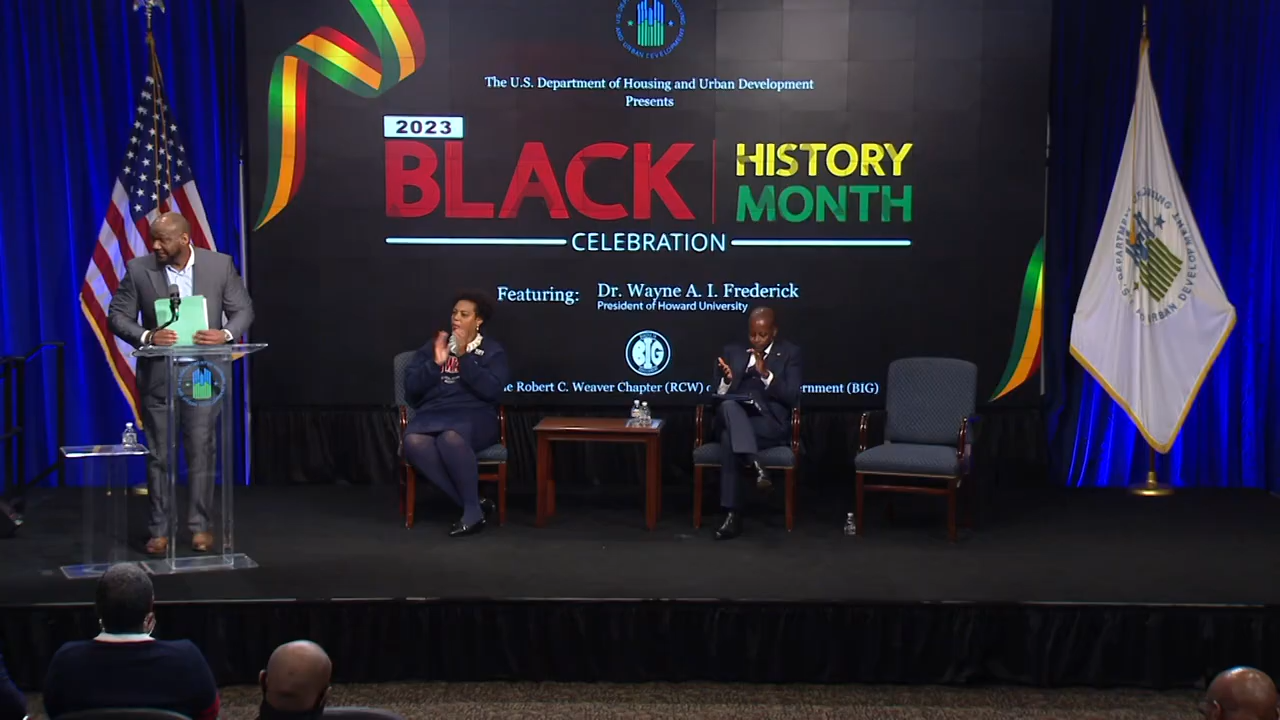 The U.S. Department of Housing and Urban Development
Presents
2023
BLACK
HISTORY
MONTH
CELEBRATION
Featuring: Dr. Wayne A. I. Frederick
President of Howard University
BIG
Robert C. Weaver Chapter (RCW)
(BIG)